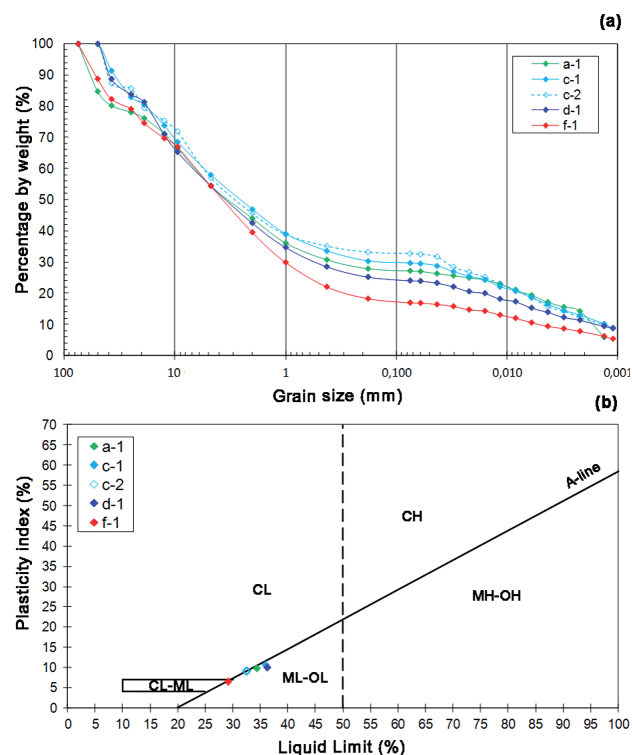 (a)
Percentage by weight (%)
100
90
80
70
60
50
40
30
20
10
0
a-1
c-1
c-2
d-1
f-1
100 10 1 0,100 0,010 0,001
Grain size (mm)
(b)
Plasticity index (%)
70
65
60
55
50
45
40
35
30
25
20
15
10
5
0
a-1
c-1
c-2
d-1
f-1
A-line
CH
CL
MH-OH
CL-ML
ML-OL
0 5 10 15 20 25 30 35 40 45 50 55 60 65 70 75 80 85 90 95 100
Liquid Limit (%)